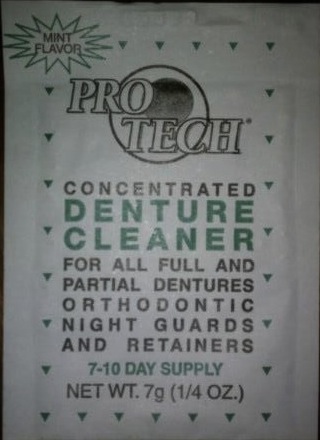 MINT
FLAVOR
PRO
TECH®
CONCENTRATED
DENTURE
CLEANER
FOR ALL FULL AND
PARTIAL DENTURES
ORTHODONTIC
NIGHT GUARDS
AND RETAINERS
7-10 DAY SUPPLY
NET WT. 7g (1/4 OZ.)